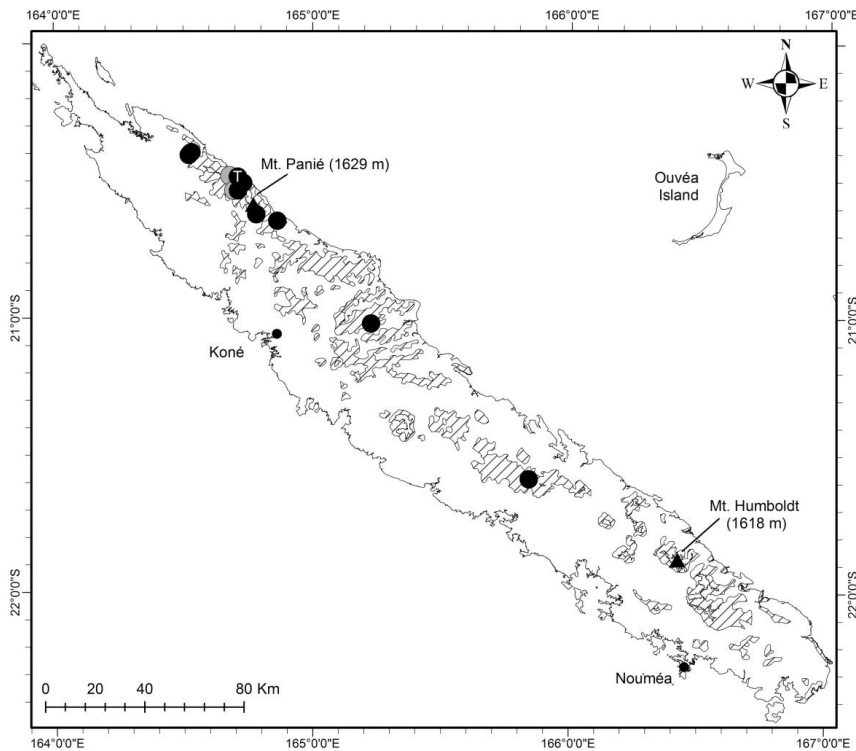 164°0'0"E 165°0'0"E 166°0'0"E 167°0'0"E
N
W E
S
T
Mt. Panié (1629 m)
Ouvéa
Island
21°0'0"S
21°0'0"S
Koné
Mt. Humboldt
(1618 m)
22°0'0"S
22°0'0"S
Nouméa
0 20 40 80 Km
164°0'0"E 165°0'0"E 166°0'0"E 167°0'0"E